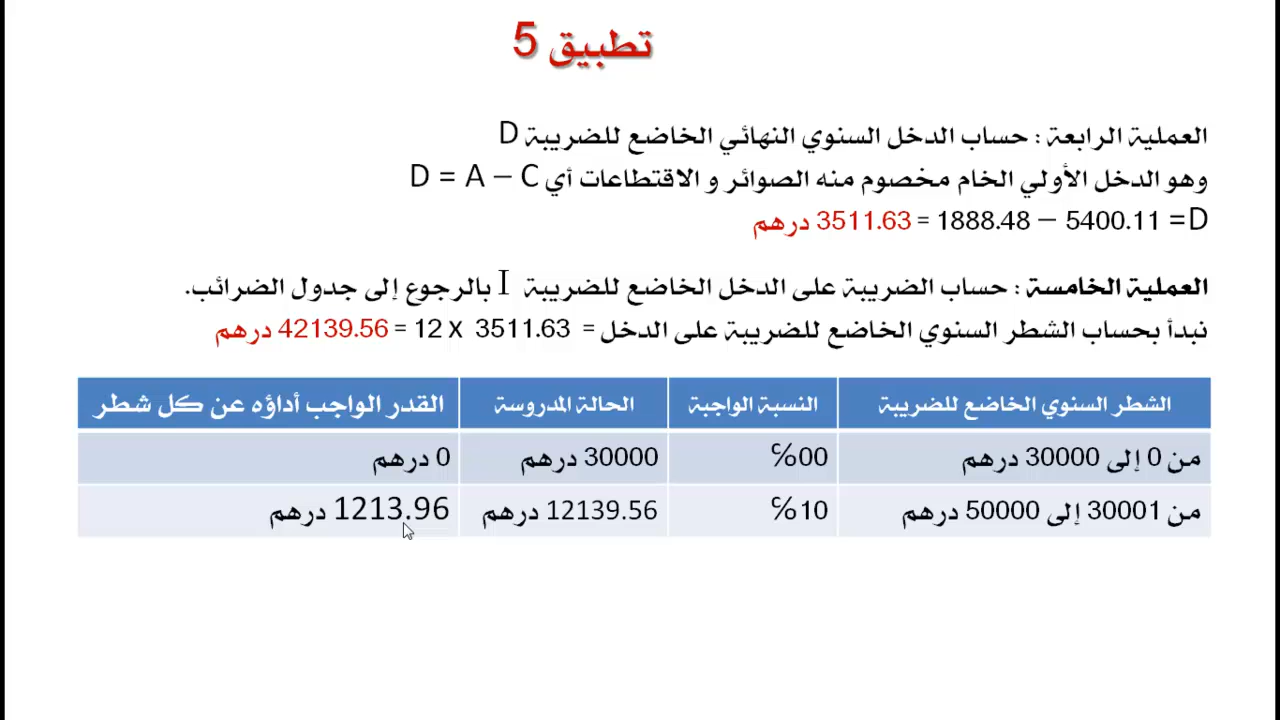 تطبيق 5
العملية الرابعة : حساب الدخل السنوي النهائي الخاضع للضريبة D
وهو الدخل الأولي الخام مخصوم منه الصوائر و الاقتطاعات أي D = A – C
D= 5400.11 – 1888.48 = 3511.63 درهم
العملية الخامسة : حساب الضريبة على الدخل الخاضع للضريبة I بالرجوع إلى جدول الضرائب.
نبدأ بحساب الشطر السنوي الخاضع للضريبة على الدخل = 3511.63 x 12 = 42139.56 درهم
الشطر السنوي الخاضع للضريبة النسبة الواجبة الحالة المدروسة القدر الواجب أداؤه عن كل شطر
من 0 إلى 30000 درهم 00% 30000 درهم 0 درهم
من 30001 إلى 50000 درهم 10% 12139.56 درهم 1213.96 درهم